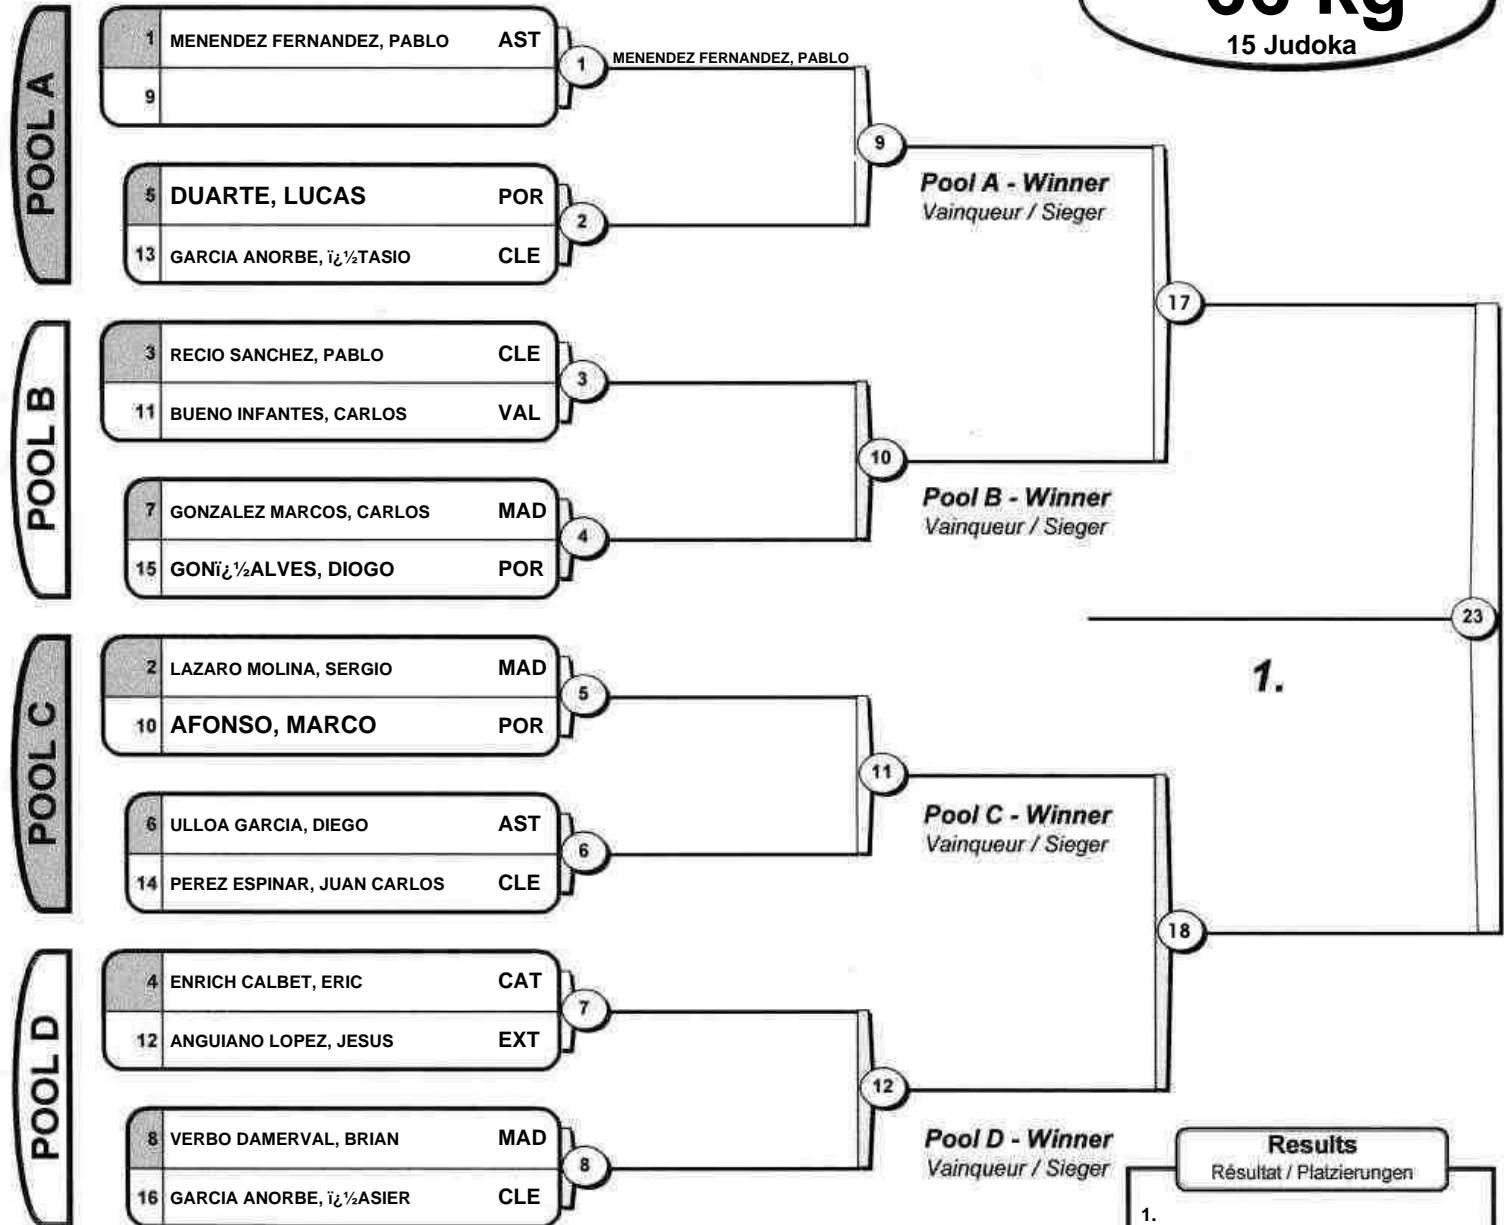 15 Judoka
POOL A
1 MENENDEZ FERNANDEZ, PABLO AST
9
1
MENENDEZ FERNANDEZ, PABLO
5 DUARTE, LUCAS POR
13 GARCIA ANORBE, ï¿½TASIO CLE
2
9
Pool A - Winner
Vainqueur / Sieger
POOL B
3 RECIO SANCHEZ, PABLO CLE
11 BUENO INFANTES, CARLOS VAL
3
7 GONZALEZ MARCOS, CARLOS MAD
15 GONï¿½ALVES, DIOGO POR
4
10
Pool B - Winner
Vainqueur / Sieger
17
POOL C
2 LAZARO MOLINA, SERGIO MAD
10 AFONSO, MARCO POR
5
6 ULLOA GARCIA, DIEGO AST
14 PEREZ ESPINAR, JUAN CARLOS CLE
6
11
Pool C - Winner
Vainqueur / Sieger
23
1.
POOL D
4 ENRICH CALBET, ERIC CAT
12 ANGUIANO LOPEZ, JESUS EXT
7
8 VERBO DAMERVAL, BRIAN MAD
16 GARCIA ANORBE, ï¿½ASIER CLE
8
12
Pool D - Winner
Vainqueur / Sieger
18
Results
Résultat / Platzierungen
1.